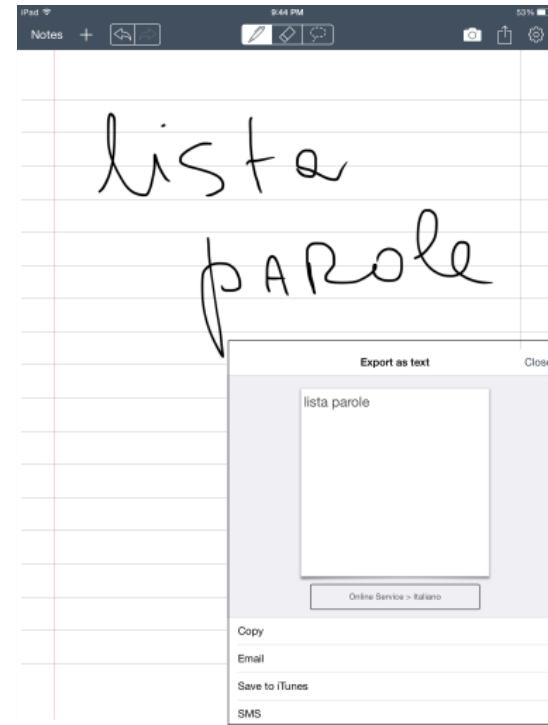 iPad 9:44 PM 53%
Notes +
lista
pARole
Export as text Close
lista parole
Online Service > Italiano
Copy
Email
Save to iTunes
SMS